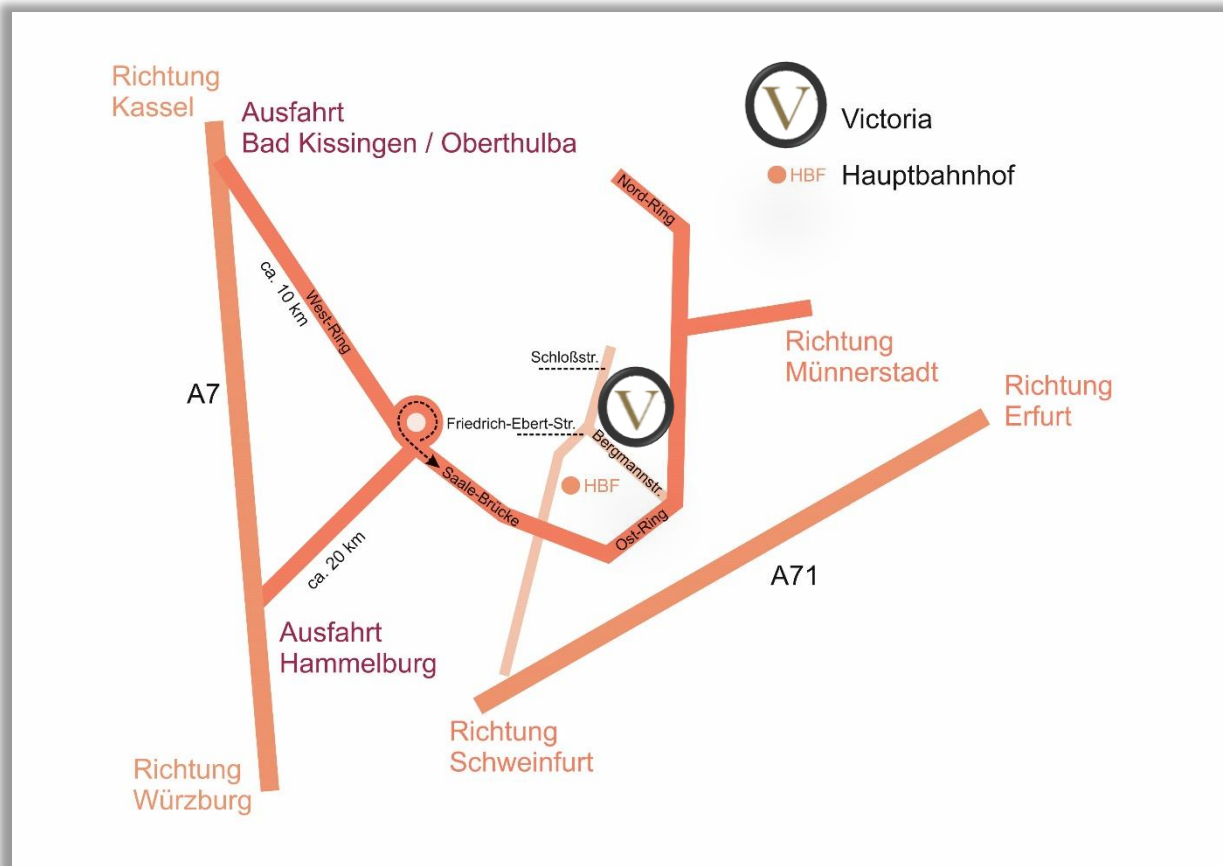 Richtung
Kassel
Ausfahrt
Bad Kissingen / Oberthulba
V
Victoria
HBF
Hauptbahnhof
Nord-Ring
ca. 10 km
West-Ring
Schloßstr.
Richtung
Münnerstadt
A7
V
Richtung
Erfurt
Friedrich-Ebert-Str.
Bergmannstr.
HBF
Saale-Brücke
Ost-Ring
ca. 20 km
A71
Ausfahrt
Hammelburg
Richtung
Schweinfurt
Richtung
Würzburg